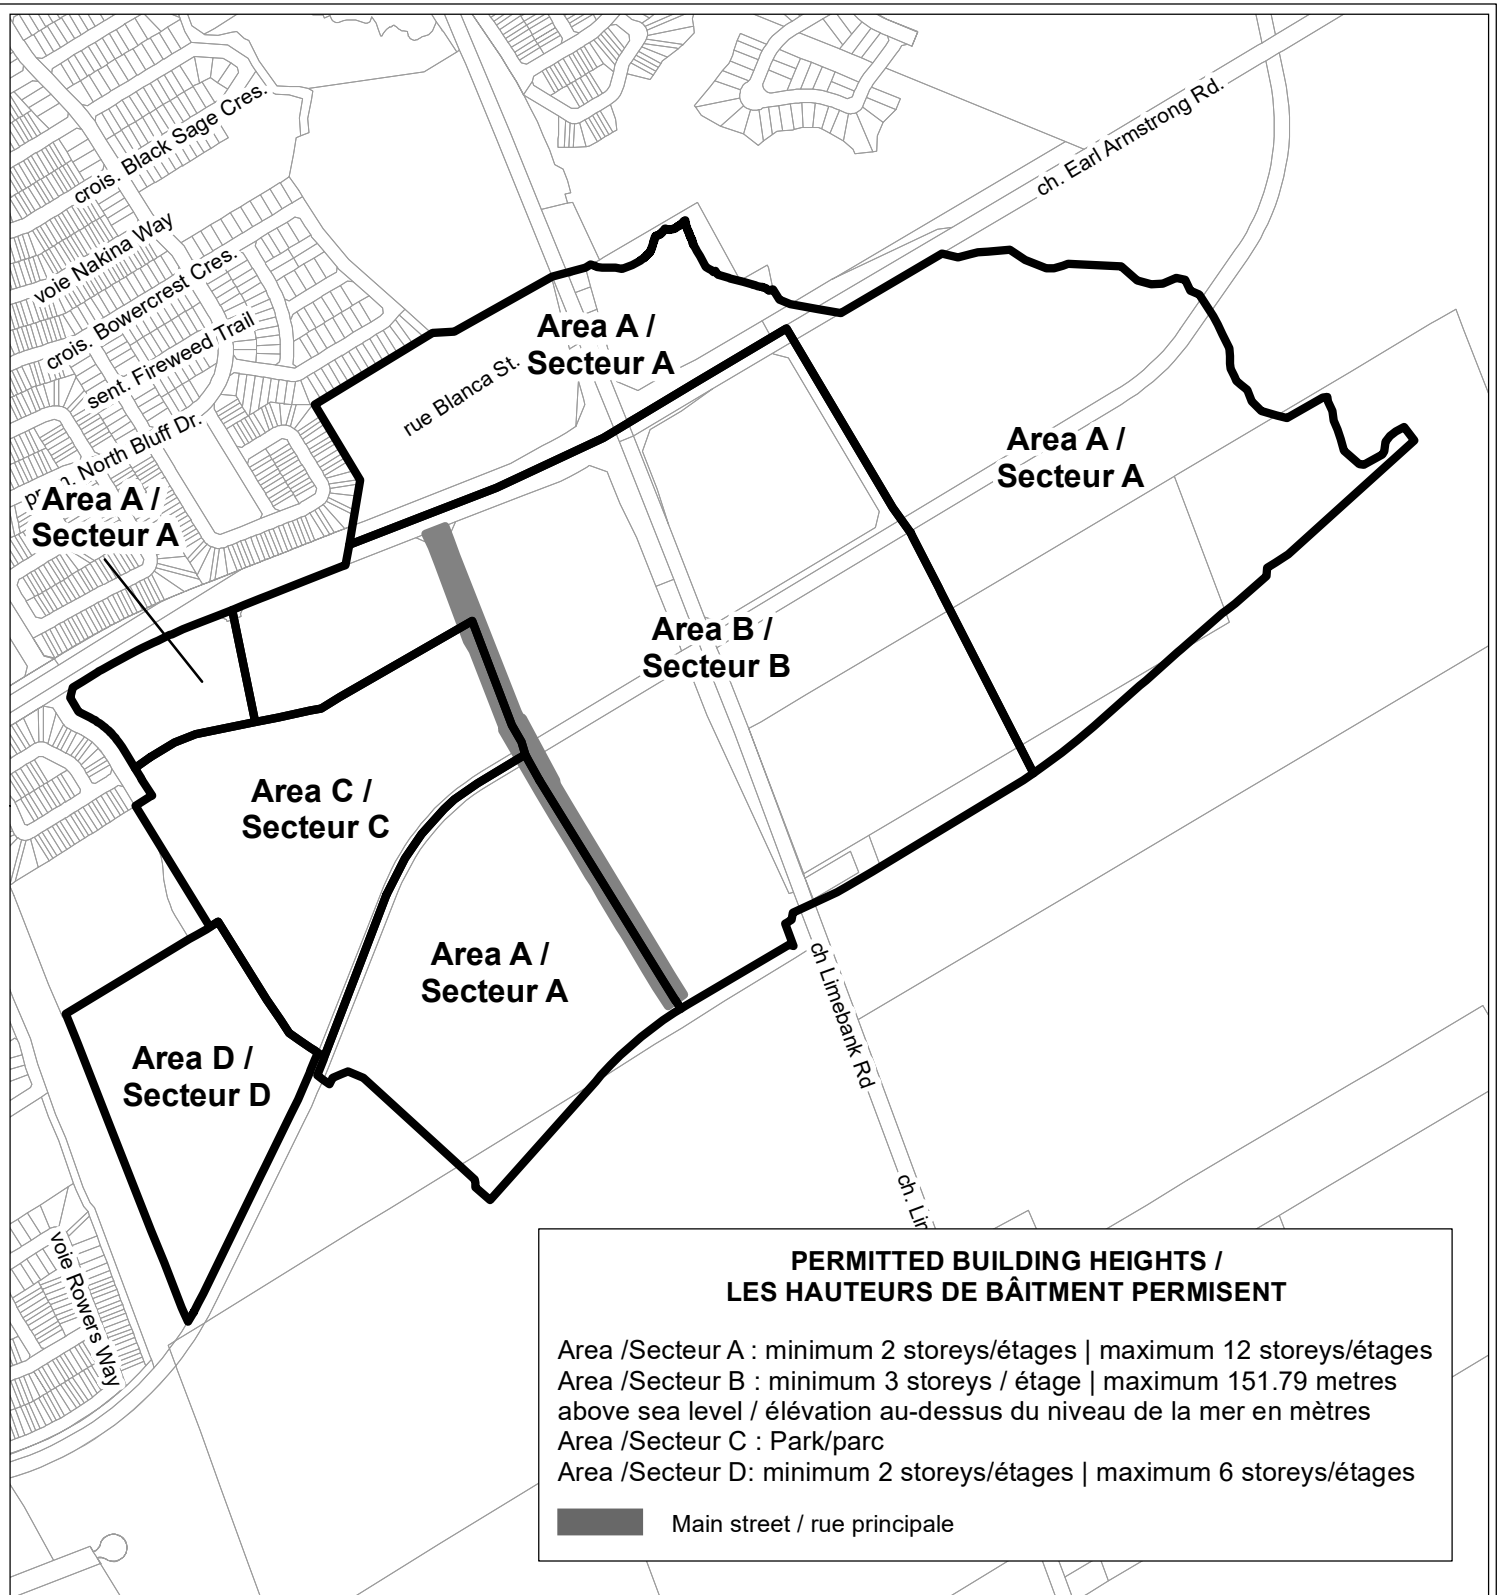 crois. Black Sage Cres.
ch. Earl Armstrong Rd.
voie Nakina Way
crois. Bowercrest Cres.
sent. Fireweed Trail
rue Blanca St.
Area A /
Secteur A
North Bluff Dr.
Area A /
Secteur A
Area A /
Secteur A
Area B /
Secteur B
Area C /
Secteur C
Area A /
Secteur A
Area D /
Secteur D
ch Limebank Rd
ch. Lim
voie Rowers Way
PERMITTED BUILDING HEIGHTS /
LES HAUTEURS DE BÂITMENT PERMISENT
Area /Secteur A : minimum 2 storeys/étages | maximum 12 storeys/étages
Area /Secteur B : minimum 3 storeys / étage | maximum 151.79 metres
above sea level / élévation au-dessus du niveau de la mer en mètres
Area /Secteur C : Park/parc
Area /Secteur D: minimum 2 storeys/étages | maximum 6 storeys/étages
Main street / rue principale